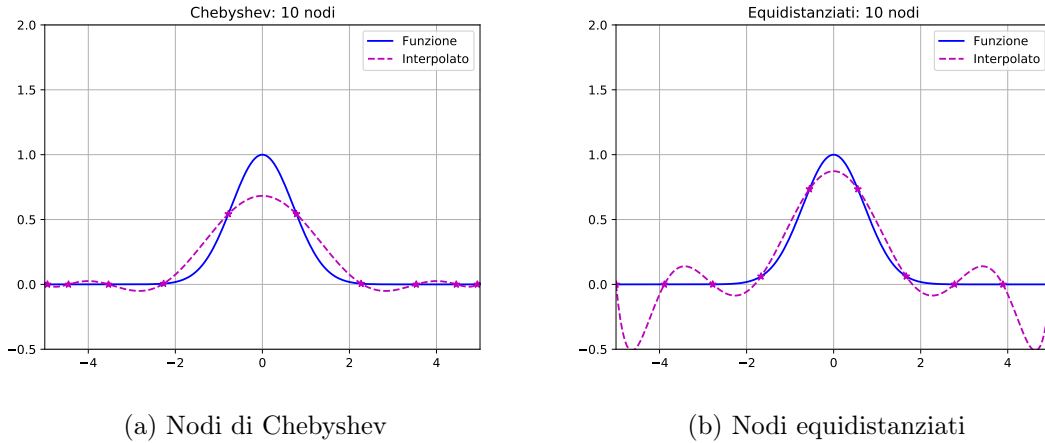 Chebyshev: 10 nodi
2.0
1.5
1.0
0.5
0.0
−0.5
−4
−2
0
2
4
Funzione
Interpolato
(a) Nodi di Chebyshev
Equidistanziati: 10 nodi
2.0
1.5
1.0
0.5
0.0
−0.5
−4
−2
0
2
4
Funzione
Interpolato
(b) Nodi equidistanziati